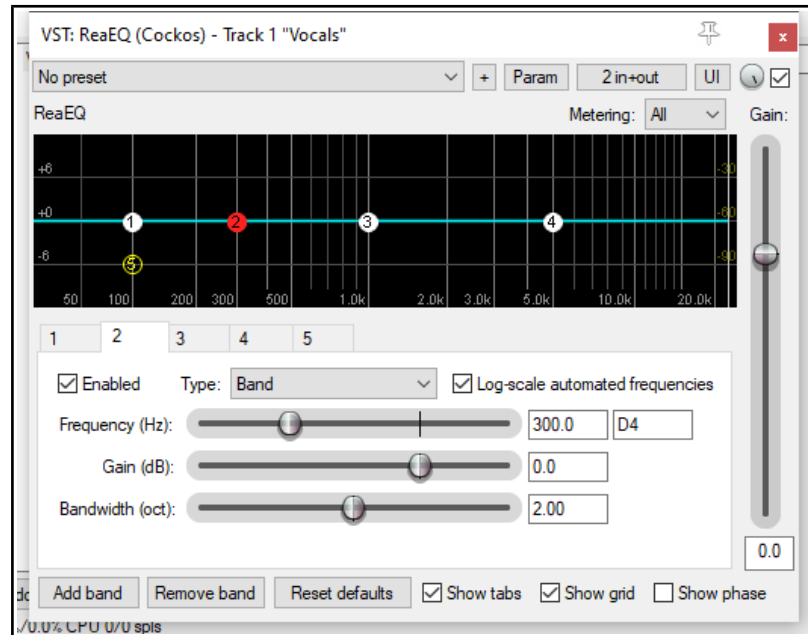 VST: ReaEQ (Cockos) - Track 1 "Vocals"
x
No preset
+
Param
2 in+out
UI
ReaEQ
Metering: All
Gain:
+6
-30
+0
-60
-6
-90
1
2
3
4
5
50 100 200 300 500 1.0k 2.0k 3.0k 5.0k 10.0k 20.0k
1 2 3 4 5
Enabled Type: Band Log-scale automated frequencies
Frequency (Hz): 300.0 D4
Gain (dB): 0.0
Bandwidth (oct): 2.00
0.0
Add band Remove band Reset defaults Show tabs Show grid Show phase
/0.0% CPU 0/0 spls